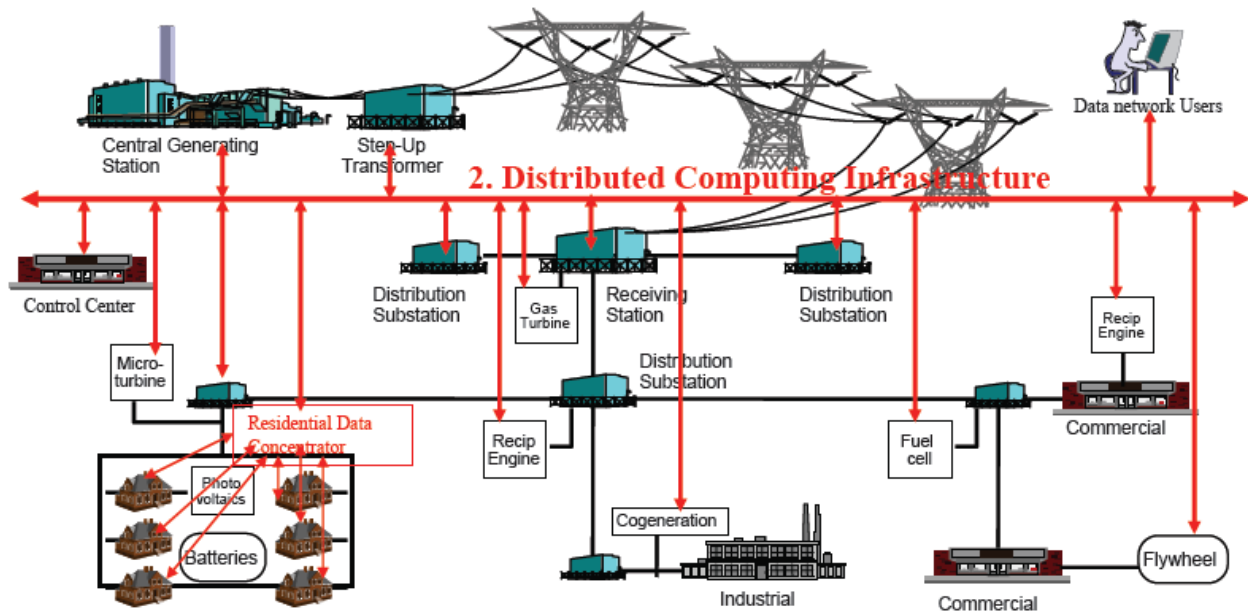 Data network Users
Central Generating
Station
Step-Up
Transformer
2. Distributed Computing Infrastructure
Control Center
Distribution
Substation
Gas
Turbine
Receiving
Station
Distribution
Substation
Recip
Engine
Micro-
turbine
Distribution
Substation
Residential Data
Concentrator
Recip
Engine
Fuel
cell
Commercial
Photo
voltaics
Batteries
Cogeneration
Industrial
Commercial
Flywheel